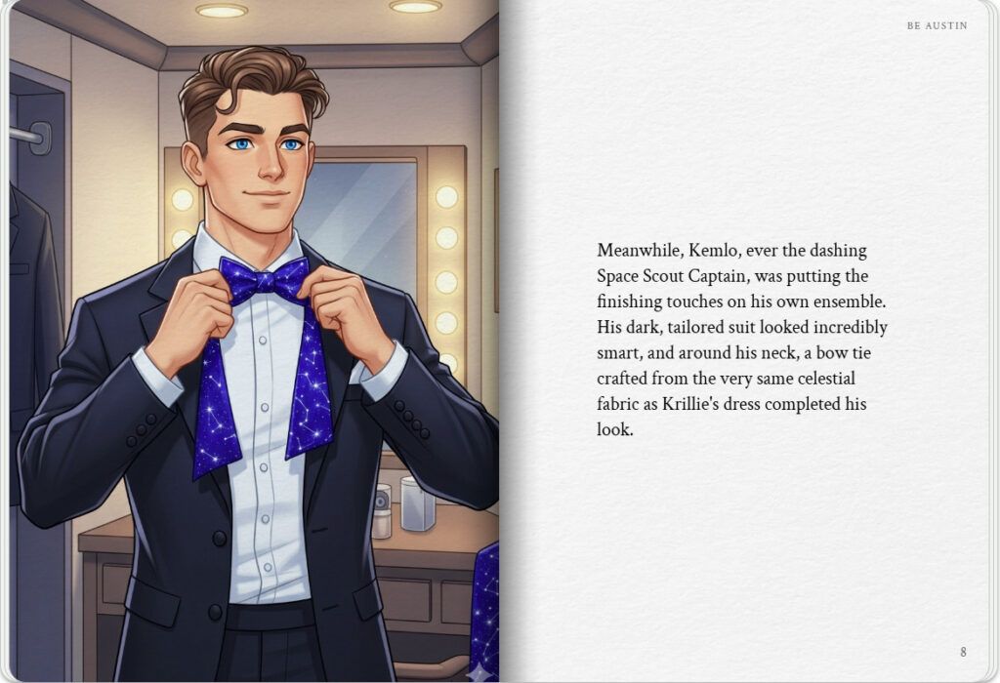 BE AUSTIN
Meanwhile, Kemlo, ever the dashing
Space Scout Captain, was putting the
finishing touches on his own ensemble.
His dark, tailored suit looked incredibly
smart, and around his neck, a bow tie
crafted from the very same celestial
fabric as Krillie's dress completed his
look.
8